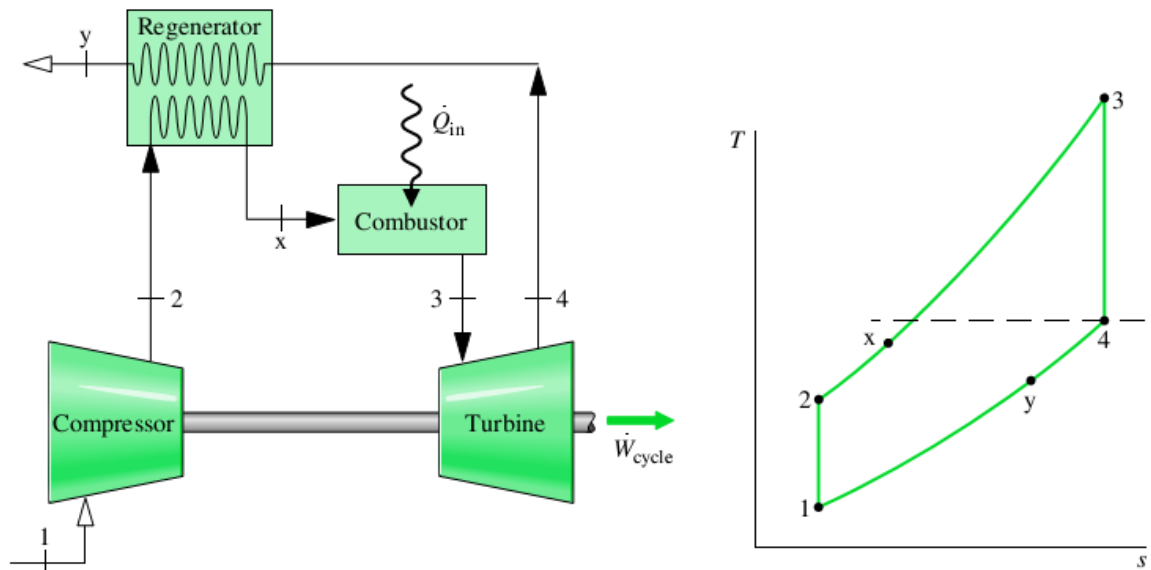 Regenerator
y
Q̇in
Combustor
x
2
3
4
Compressor
Turbine
Ẇcycle
1
T
3
x
4
2
y
1
s